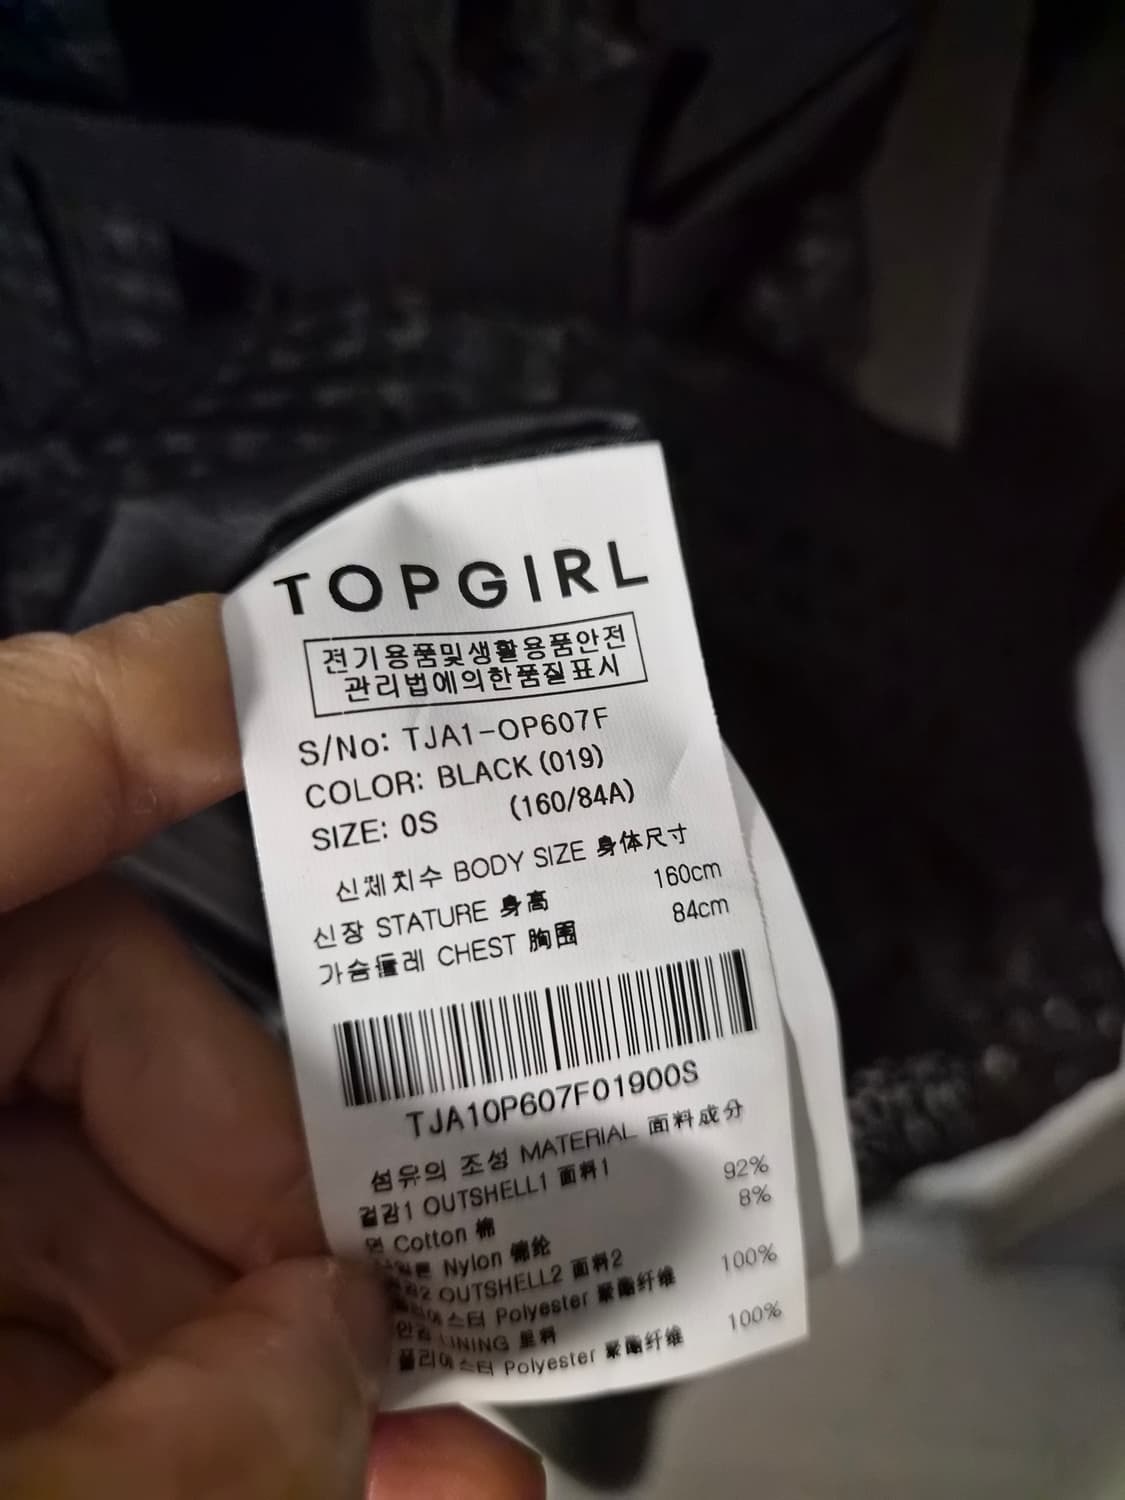 TOPGIRL
전기용품및생활용품안전
관리법에의한품질표시
S/No: TJA1-OP607F
COLOR: BLACK (019)
SIZE: 0S (160/84A)
신체치수 BODY SIZE 身体尺寸
신장 STATURE 身高 160cm
가슴둘레 CHEST 胸围 84cm
TJA10P607F01900S
섬유의 조성 MATERIAL 面料成分
겉감1 OUTSHELL1 面料1
면 Cotton 棉 92%
Nylon 锦纶 8%
OUTSHELL2 面料2
폴리에스터 Polyester 聚酯纤维 100%
안감 LINING 里料
폴리에스터 Polyester 聚酯纤维 100%